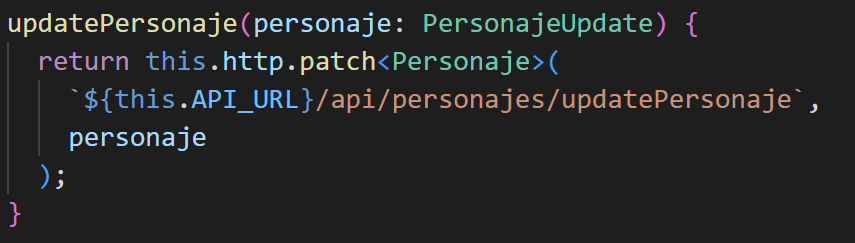 updatePersonaje(personaje: PersonajeUpdate) {
return this.http.patch<Personaje>(
`${this.API_URL}/api/personajes/updatePersonaje`,
personaje
);
}